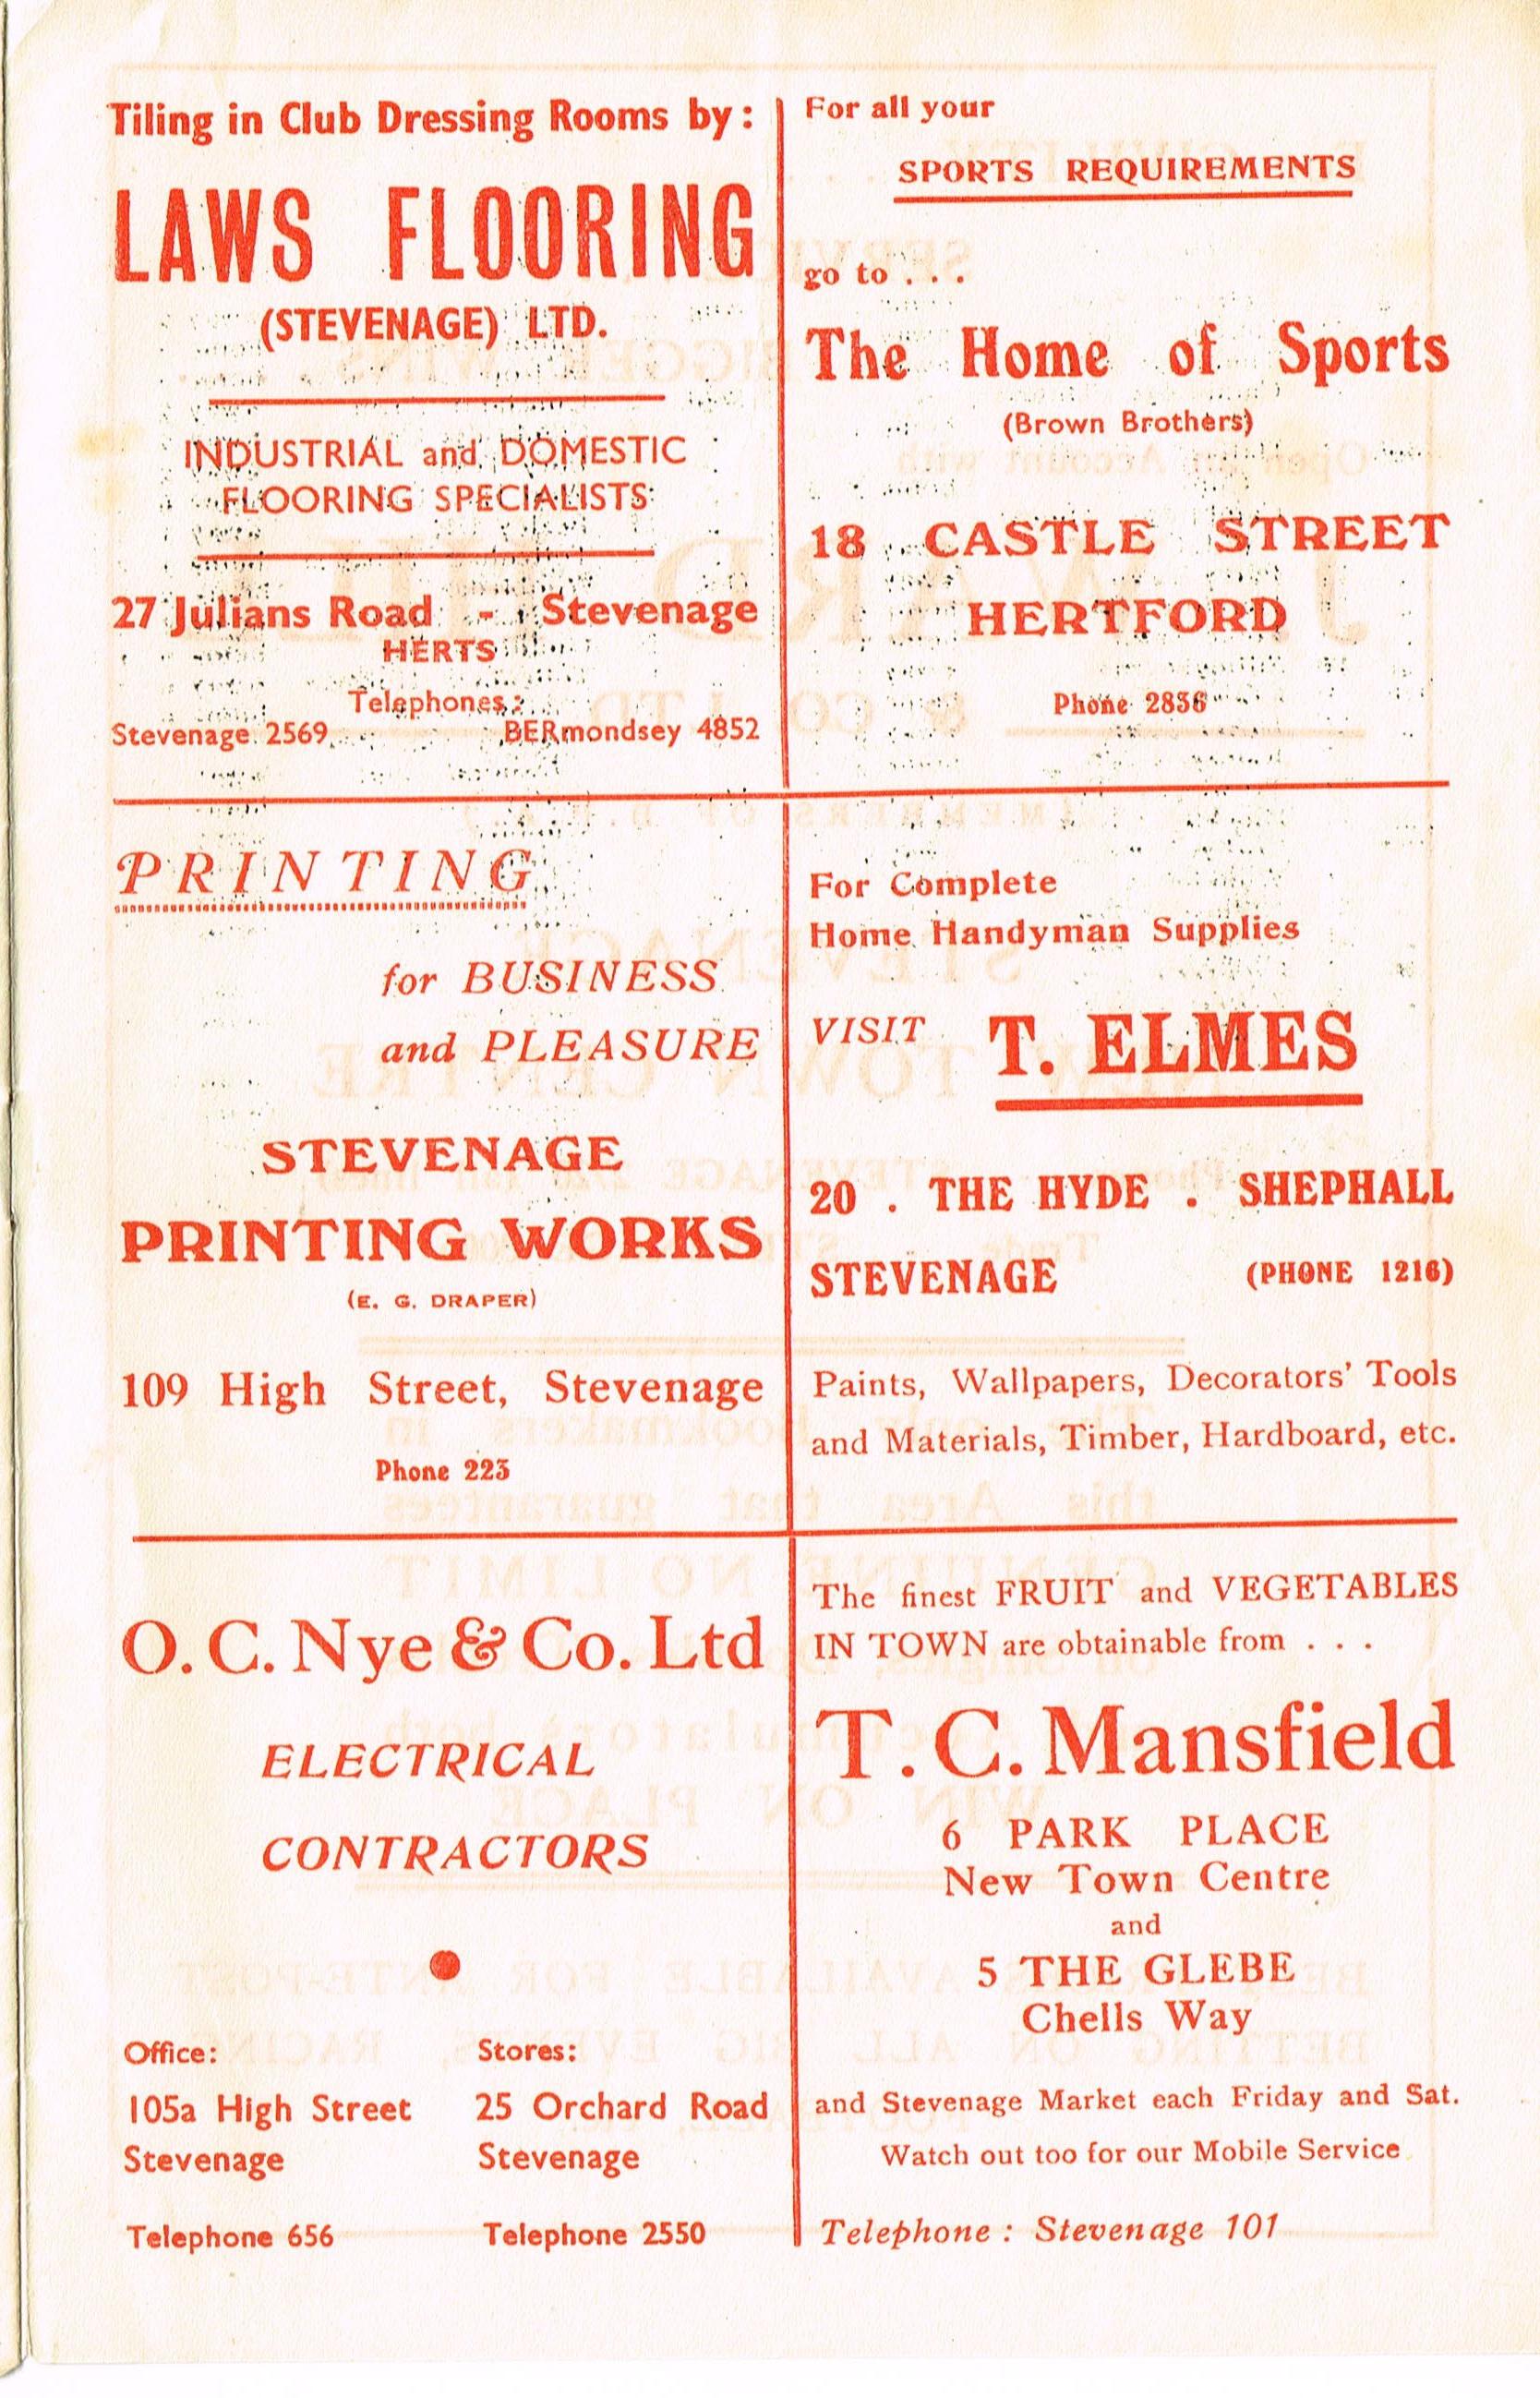 Tiling in Club Dressing Rooms by :
LAWS FLOORING
(STEVENAGE) LTD.
INDUSTRIAL and DOMESTIC
FLOORING SPECIALISTS
27 Julians Road - Stevenage
HERTS
Telephones :
Stevenage 2569 BERmondsey 4852
For all your
SPORTS REQUIREMENTS
go to . . .
The Home of Sports
(Brown Brothers)
18 CASTLE STREET
HERTFORD
Phone 2836
PRINTING
for BUSINESS
and PLEASURE
STEVENAGE
PRINTING WORKS
(E. G. DRAPER)
109 High Street, Stevenage
Phone 223
For Complete
Home Handyman Supplies
VISIT T. ELMES
20 . THE HYDE . SHEPHALL
STEVENAGE (PHONE 1216)
Paints, Wallpapers, Decorators' Tools
and Materials, Timber, Hardboard, etc.
O. C. Nye & Co. Ltd
ELECTRICAL
CONTRACTORS
Office: Stores:
105a High Street 25 Orchard Road
Stevenage Stevenage
Telephone 656 Telephone 2550
The finest FRUIT and VEGETABLES
IN TOWN are obtainable from . . .
T. C. Mansfield
6 PARK PLACE
New Town Centre
and
5 THE GLEBE
Chells Way
and Stevenage Market each Friday and Sat.
Watch out too for our Mobile Service
Telephone : Stevenage 101